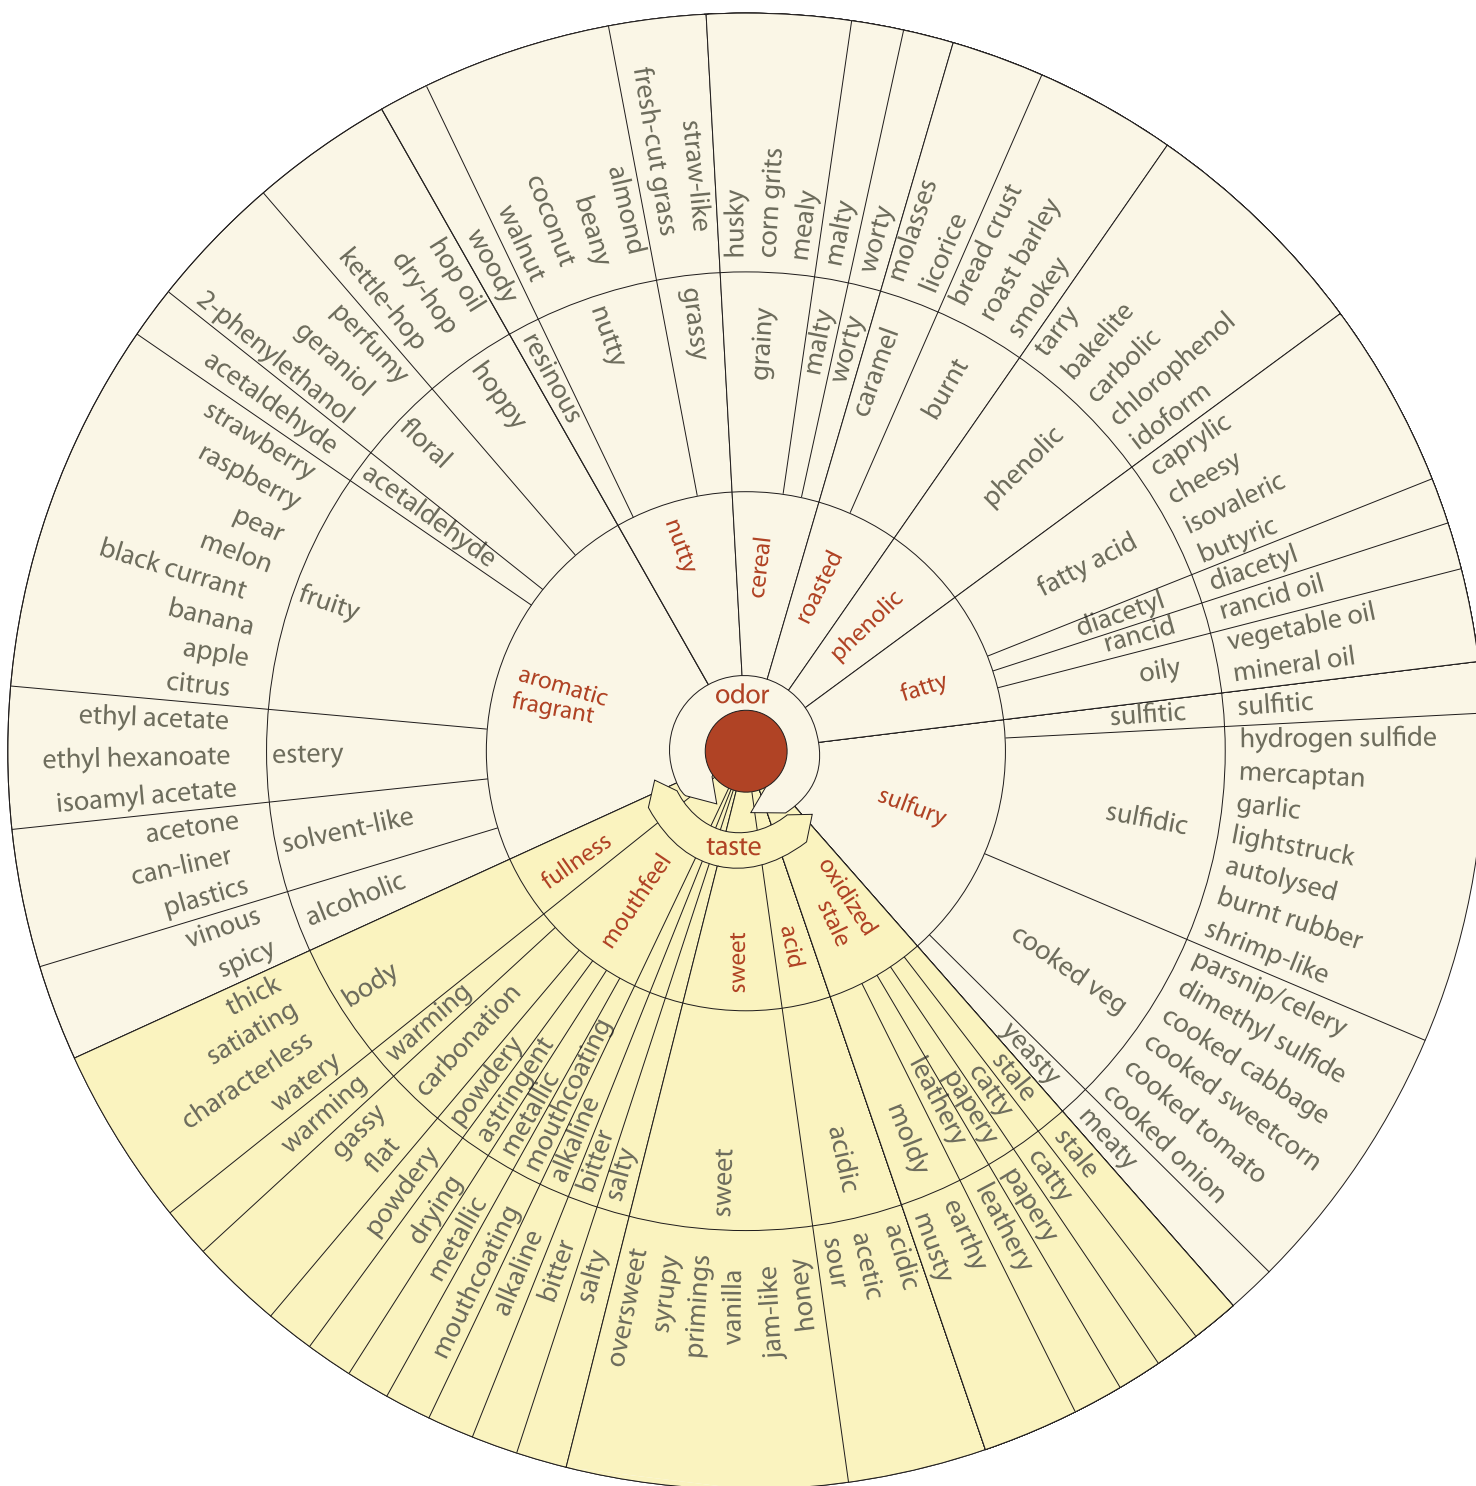 odor
taste
aromatic
fragrant
nutty
cereal
roasted
phenolic
fatty
sulfury
oxidized
stale
acid
sweet
mouthfeel
fullness
alcoholic
solvent-like
estery
fruity
acetaldehyde
floral
hoppy
resinous
nutty
grassy
grainy
malty
worty
caramel
burnt
phenolic
fatty acid
diacetyl
rancid
oily
sulfitic
sulfidic
cooked veg
yeasty
stale
catty
papery
leathery
moldy
acidic
sweet
salty
bitter
alkaline
mouthcoating
metallic
astringent
powdery
carbonation
warming
body
spicy
vinous
plastics
can-liner
acetone
isoamyl acetate
ethyl hexanoate
ethyl acetate
citrus
apple
banana
black currant
melon
pear
raspberry
strawberry
acetaldehyde
2-phenylethanol
geraniol
perfumy
kettle-hop
dry-hop
hop oil
woody
walnut
coconut
beany
almond
fresh-cut grass
straw-like
husky
corn grits
mealy
malty
worty
molasses
licorice
bread crust
roast barley
smokey
tarry
bakelite
carbolic
chlorophenol
idoform
caprylic
cheesy
isovaleric
butyric
diacetyl
rancid oil
vegetable oil
mineral oil
sulfitic
hydrogen sulfide
mercaptan
garlic
lightstruck
autolysed
burnt rubber
shrimp-like
parsnip/celery
dimethyl sulfide
cooked cabbage
cooked sweetcorn
cooked tomato
cooked onion
meaty
stale
catty
papery
leathery
earthy
musty
acidic
acetic
sour
honey
jam-like
vanilla
primings
syrupy
oversweet
salty
bitter
alkaline
mouthcoating
metallic
drying
powdery
flat
gassy
warming
watery
characterless
satiating
thick